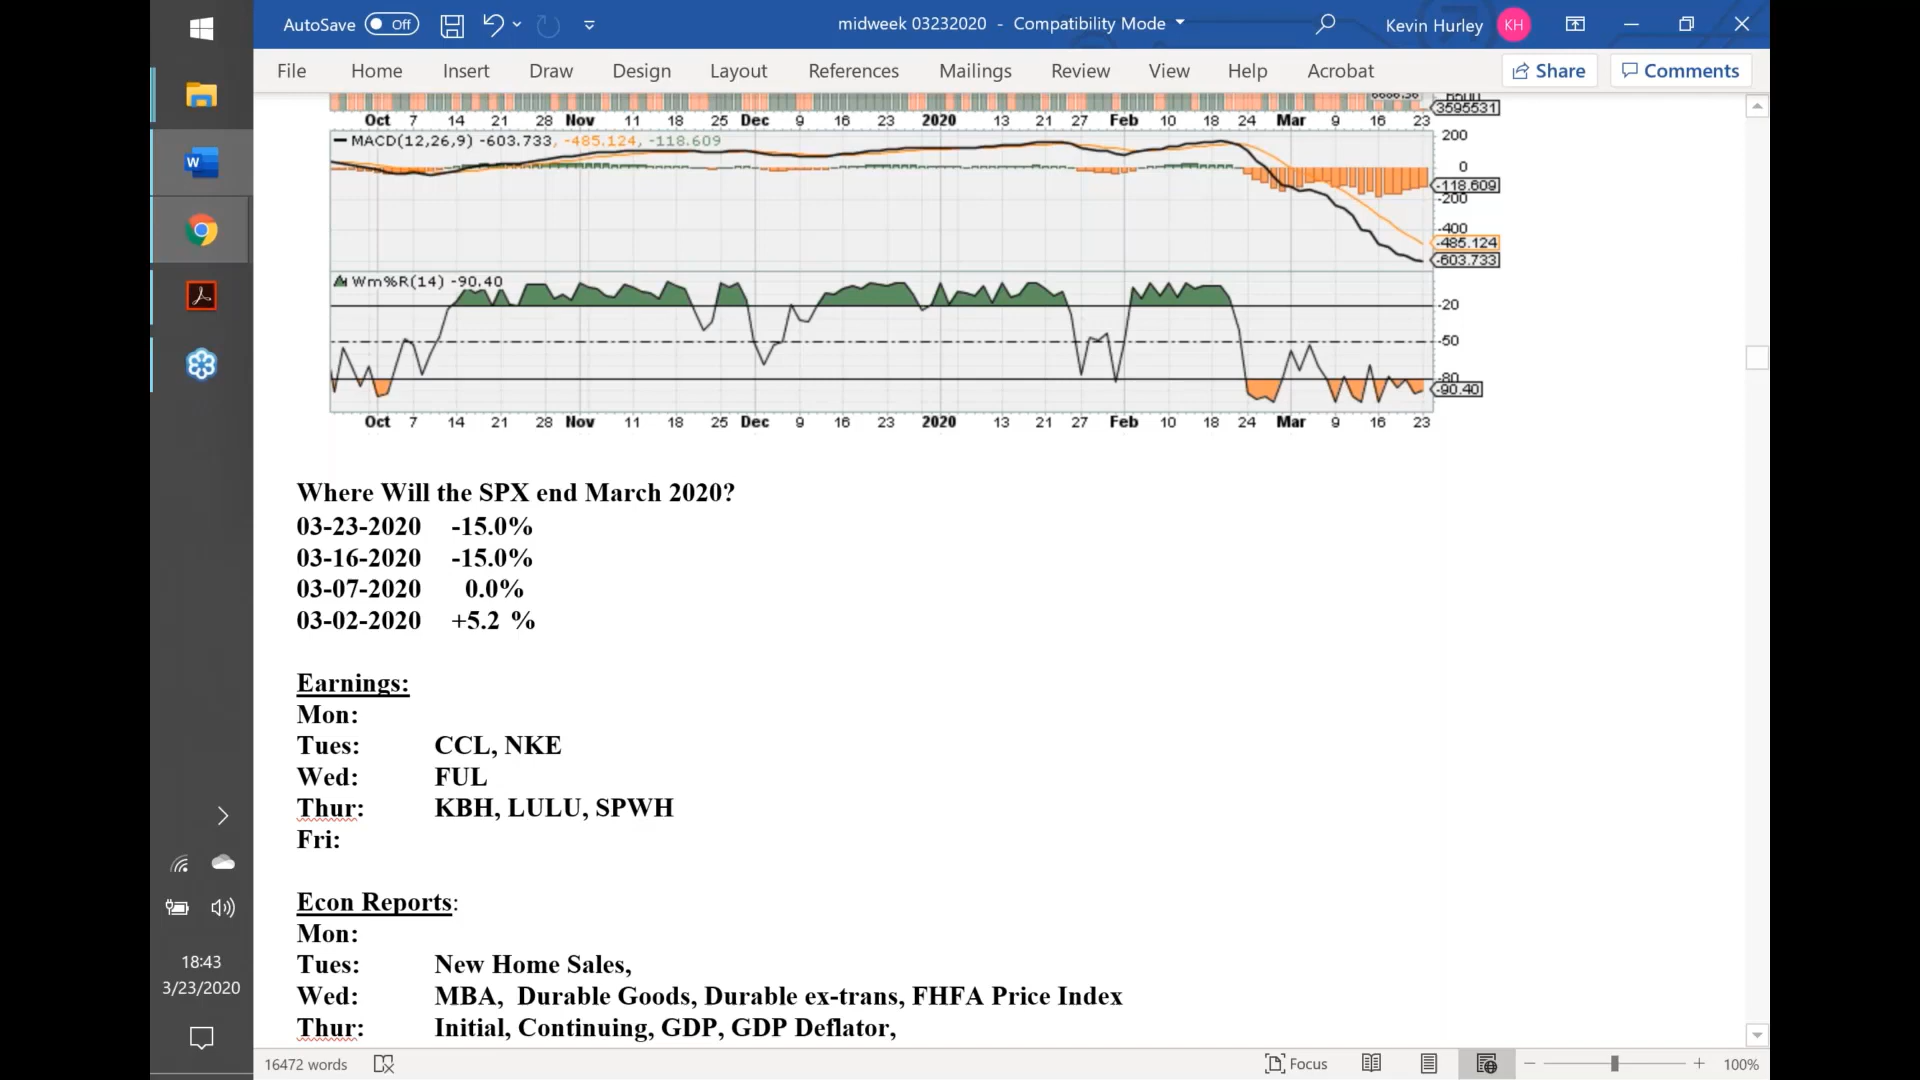 AutoSave Off midweek 03232020 - Compatibility Mode Kevin Hurley KH
File Home Insert Draw Design Layout References Mailings Review View Help Acrobat Share Comments
3595531
Oct 7 14 21 28 Nov 11 18 25 Dec 9 16 23 2020 13 21 27 Feb 10 18 24 Mar 9 16 23
MACD(12,26,9) -603.733, -485.124, -118.609
200
0
-118.609
-200
-400
-485.124
-603.733
Wm%R(14) -90.40
-20
-50
-80
-90.40
Oct 7 14 21 28 Nov 11 18 25 Dec 9 16 23 2020 13 21 27 Feb 10 18 24 Mar 9 16 23
Where Will the SPX end March 2020?
03-23-2020 -15.0%
03-16-2020 -15.0%
03-07-2020 0.0%
03-02-2020 +5.2 %
Earnings:
Mon:
Tues: CCL, NKE
Wed: FUL
Thur: KBH, LULU, SPWH
Fri:
Econ Reports:
Mon:
Tues: New Home Sales,
Wed: MBA, Durable Goods, Durable ex-trans, FHFA Price Index
Thur: Initial, Continuing, GDP, GDP Deflator,
18:43
3/23/2020
16472 words Focus 100%